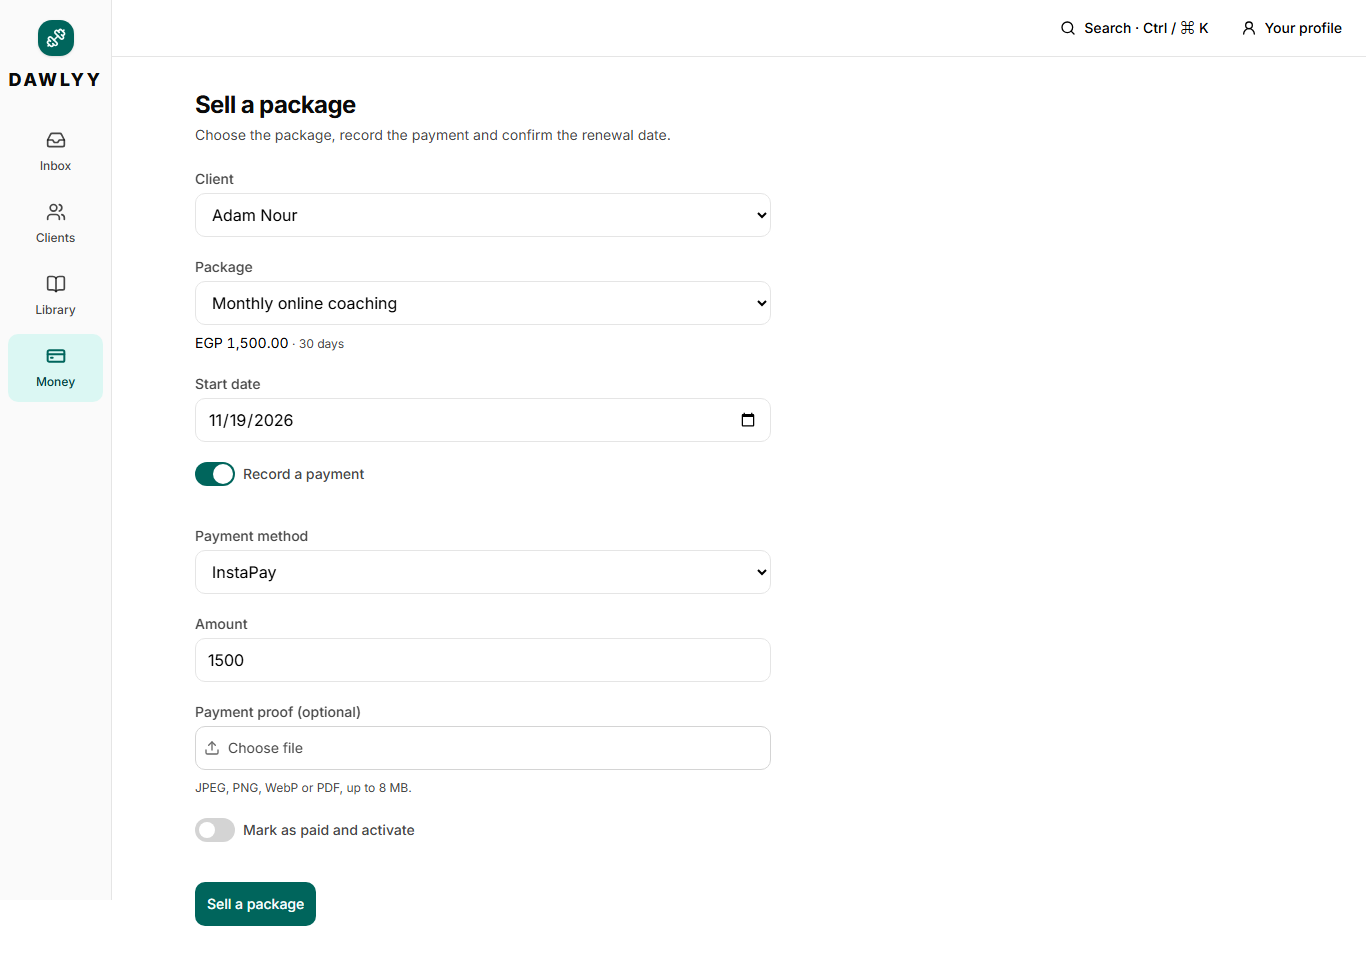 DAWLYY
Inbox
Clients
Library
Money
Search · Ctrl / ⌘ K
Your profile
Sell a package
Choose the package, record the payment and confirm the renewal date.
Client
Adam Nour
Package
Monthly online coaching
EGP 1,500.00 · 30 days
Start date
11/19/2026
Record a payment
Payment method
InstaPay
Amount
1500
Payment proof (optional)
Choose file
JPEG, PNG, WebP or PDF, up to 8 MB.
Mark as paid and activate
Sell a package